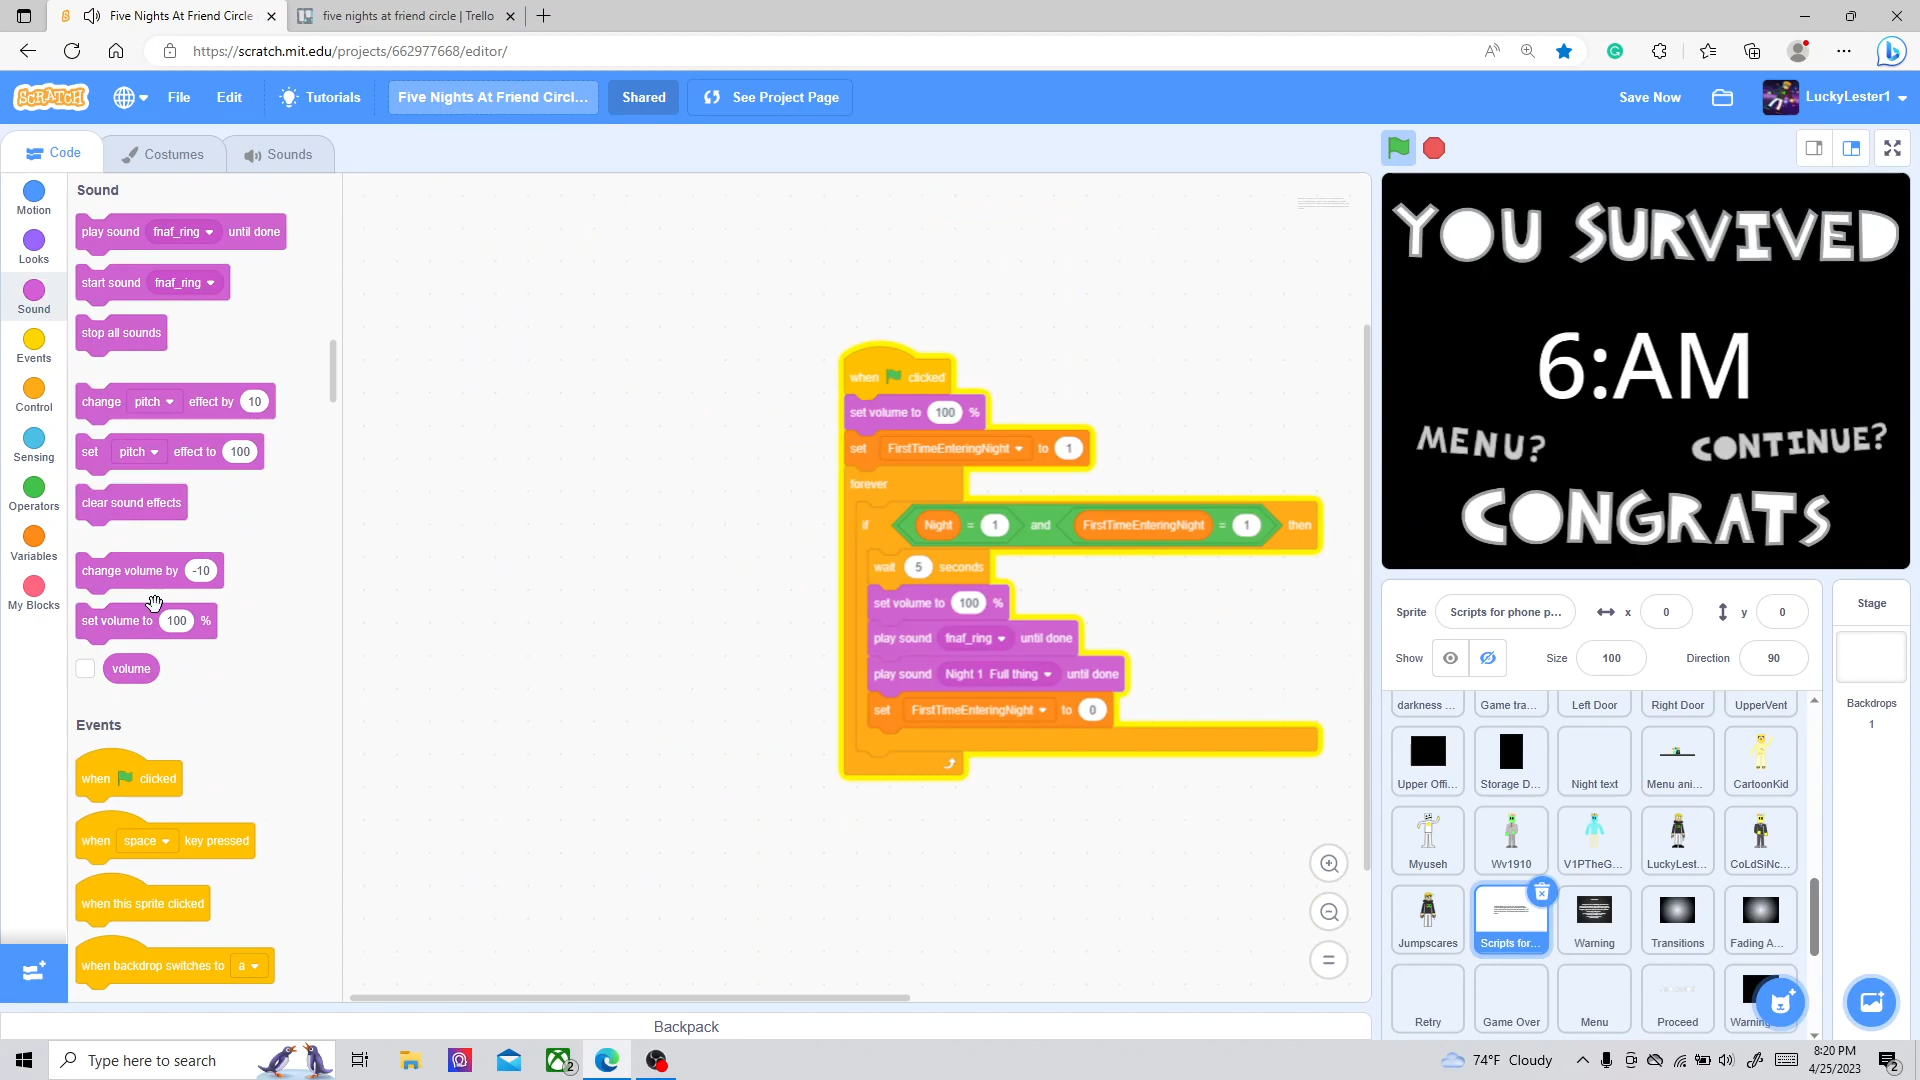 Five Nights At Friend Circle
five nights at friend circle | Trello
https://scratch.mit.edu/projects/662977668/editor/
SCRATCH
File
Edit
Tutorials
Five Nights At Friend Circl...
Shared
See Project Page
Save Now
LuckyLester1
Code
Costumes
Sounds
Motion
Looks
Sound
Events
Control
Sensing
Operators
Variables
My Blocks
Sound
play sound fnaf_ring until done
start sound fnaf_ring
stop all sounds
change pitch effect by 10
set pitch effect to 100
clear sound effects
change volume by -10
set volume to 100 %
volume
Events
when clicked
when space key pressed
when this sprite clicked
when backdrop switches to a
when clicked
set volume to 100 %
set FirstTimeEnteringNight to 1
forever
if Night = 1 and FirstTimeEnteringNight = 1 then
wait 5 seconds
set volume to 100 %
play sound fnaf_ring until done
play sound Night 1 Full thing until done
set FirstTimeEnteringNight to 0
YOU SURVIVED
6:AM
MENU?
CONTINUE?
CONGRATS
Sprite
Scripts for phone p...
x
0
y
0
Show
Size
100
Direction
90
Stage
Backdrops
1
darkness ...
Game tra...
Left Door
Right Door
UpperVent
Upper Offi...
Storage D...
Night text
Menu ani...
CartoonKid
Myuseh
Wv1910
V1PTheG...
LuckyLest...
CoLdSiNc...
Jumpscares
Scripts for...
Warning
Transitions
Fading A...
Retry
Game Over
Menu
Proceed
Warning
Backpack
Type here to search
2
74°F Cloudy
8:20 PM
4/25/2023
2